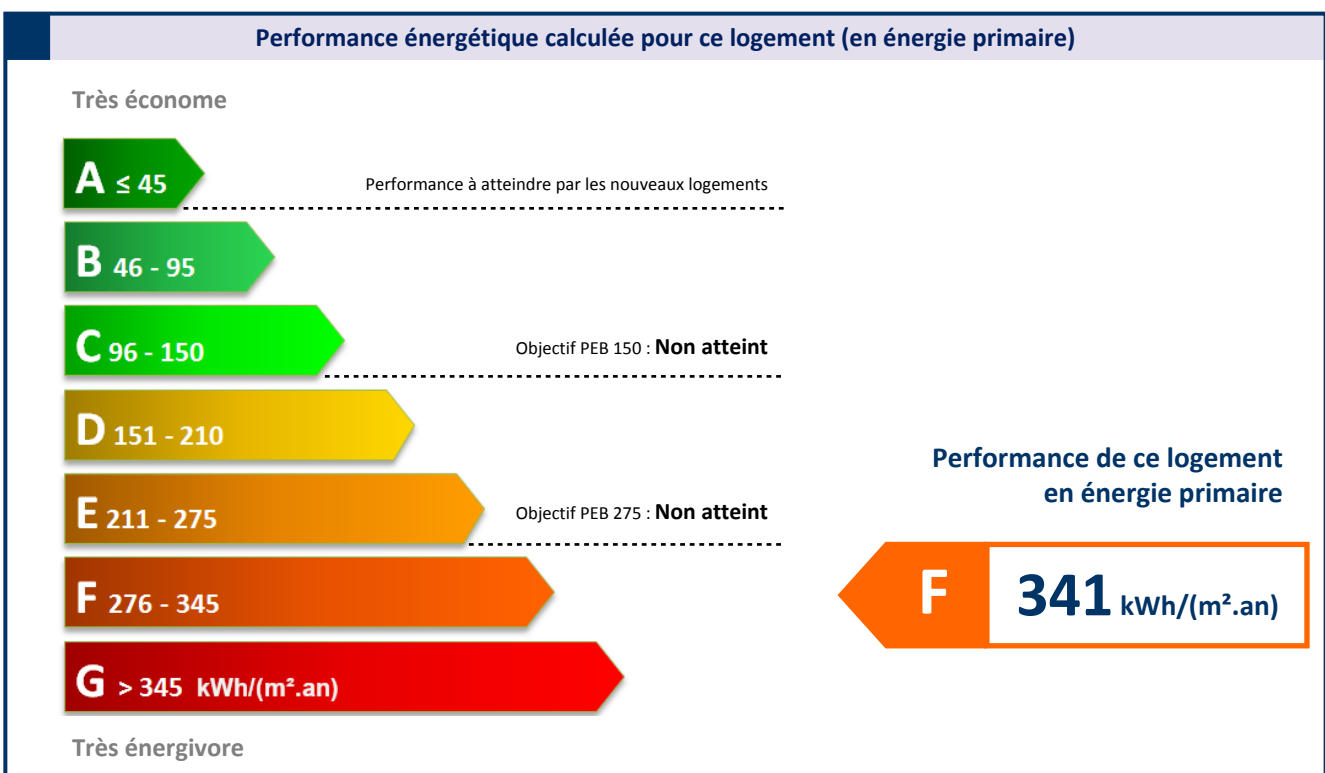 Performance énergétique calculée pour ce logement (en énergie primaire)
Très économe
A ≤ 45
Performance à atteindre par les nouveaux logements
B 46 - 95
C 96 - 150
Objectif PEB 150 : Non atteint
D 151 - 210
E 211 - 275
Objectif PEB 275 : Non atteint
F 276 - 345
G > 345 kWh/(m².an)
Très énergivore
Performance de ce logement
en énergie primaire
F 341 kWh/(m².an)